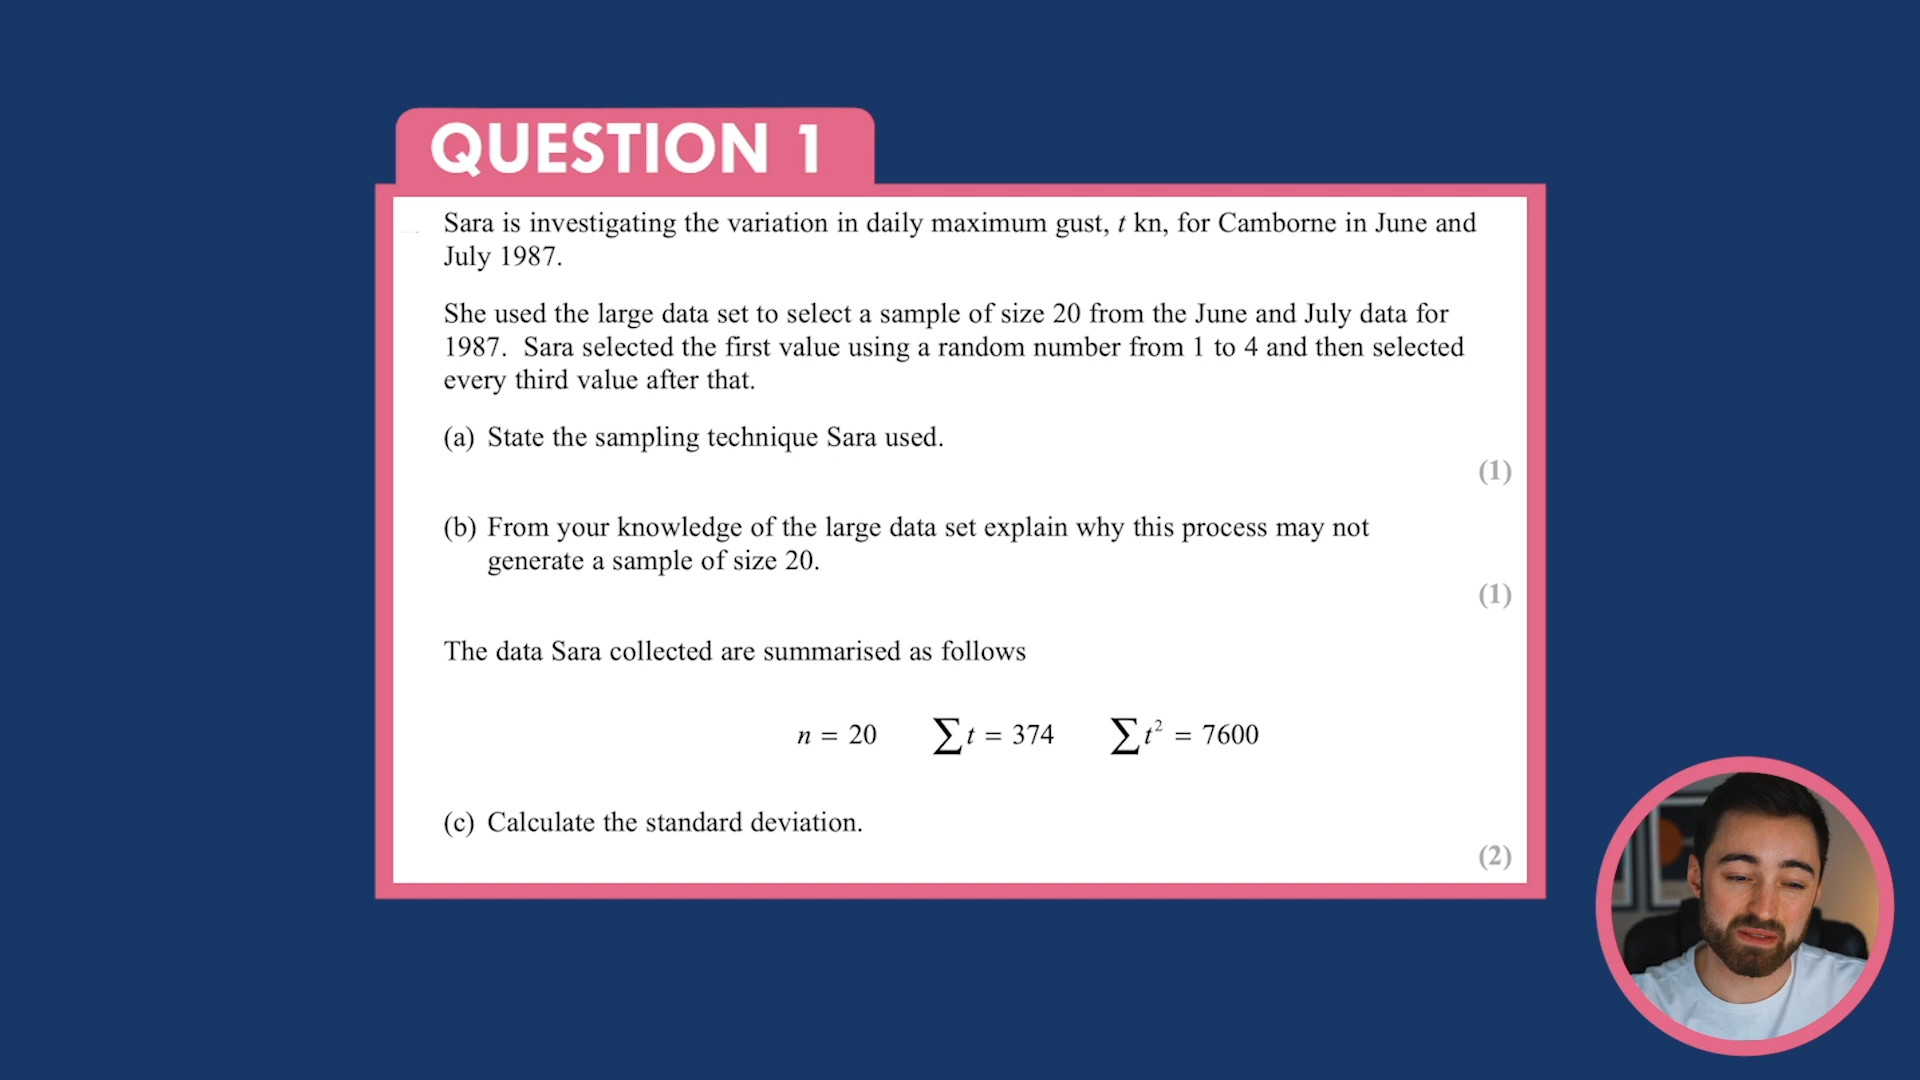 QUESTION 1
Sara is investigating the variation in daily maximum gust, t kn, for Camborne in June and
July 1987.
She used the large data set to select a sample of size 20 from the June and July data for
1987. Sara selected the first value using a random number from 1 to 4 and then selected
every third value after that.
(a) State the sampling technique Sara used.
(1)
(b) From your knowledge of the large data set explain why this process may not
generate a sample of size 20.
(1)
The data Sara collected are summarised as follows
n = 20 ∑t = 374 ∑t² = 7600
(c) Calculate the standard deviation.
(2)